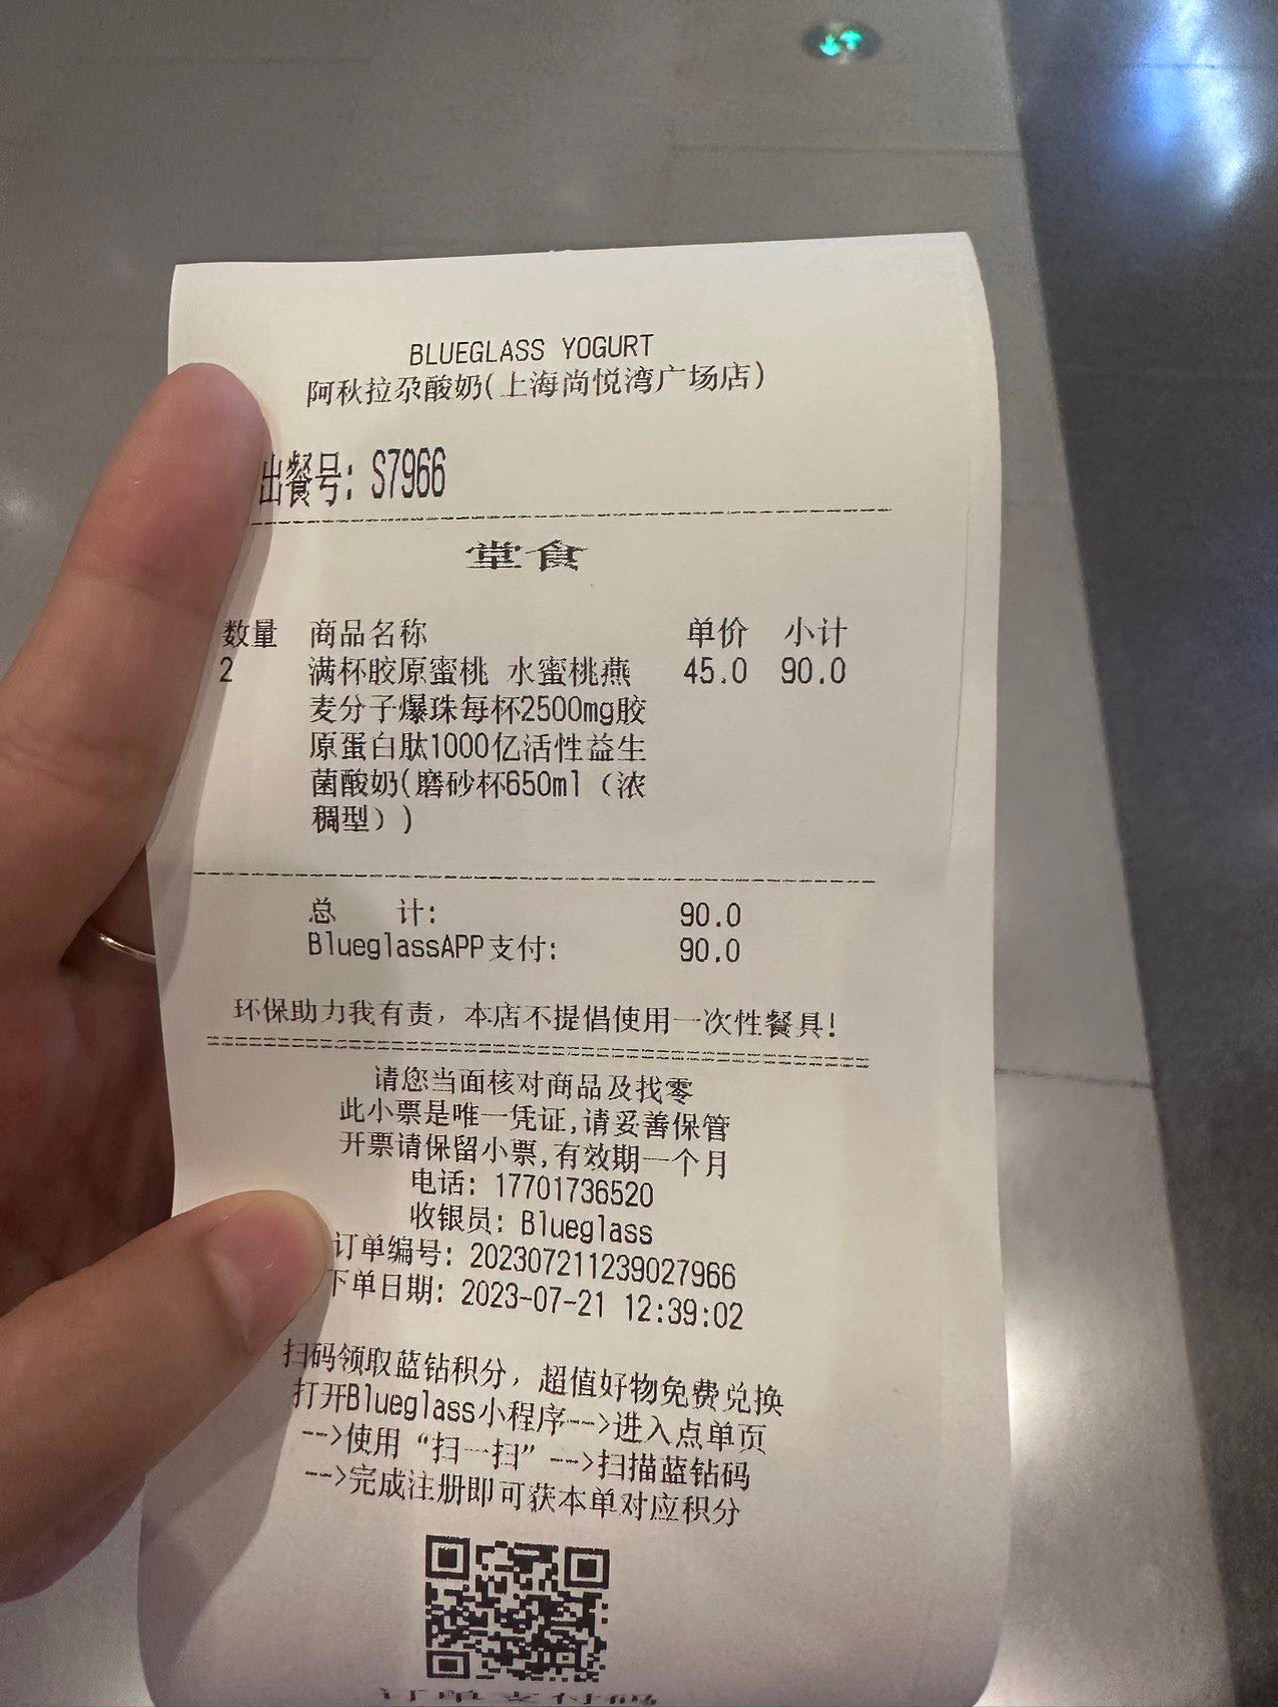 BLUEGLASS YOGURT
阿秋拉尕酸奶(上海尚悦湾广场店)
出餐号: S7966
堂食
数量 商品名称 单价 小计
2 满杯胶原蜜桃 水蜜桃燕 45.0 90.0
麦分子爆珠每杯2500mg胶
原蛋白肽1000亿活性益生
菌酸奶(磨砂杯650ml（浓
稠型）)
总 计: 90.0
BlueglassAPP支付: 90.0
环保助力我有责，本店不提倡使用一次性餐具!
请您当面核对商品及找零
此小票是唯一凭证,请妥善保管
开票请保留小票,有效期一个月
电话: 17701736520
收银员: Blueglass
订单编号: 202307211239027966
下单日期: 2023-07-21 12:39:02
扫码领取蓝钻积分，超值好物免费兑换
打开Blueglass小程序-->进入点单页
-->使用“扫一扫”-->扫描蓝钻码
-->完成注册即可获本单对应积分